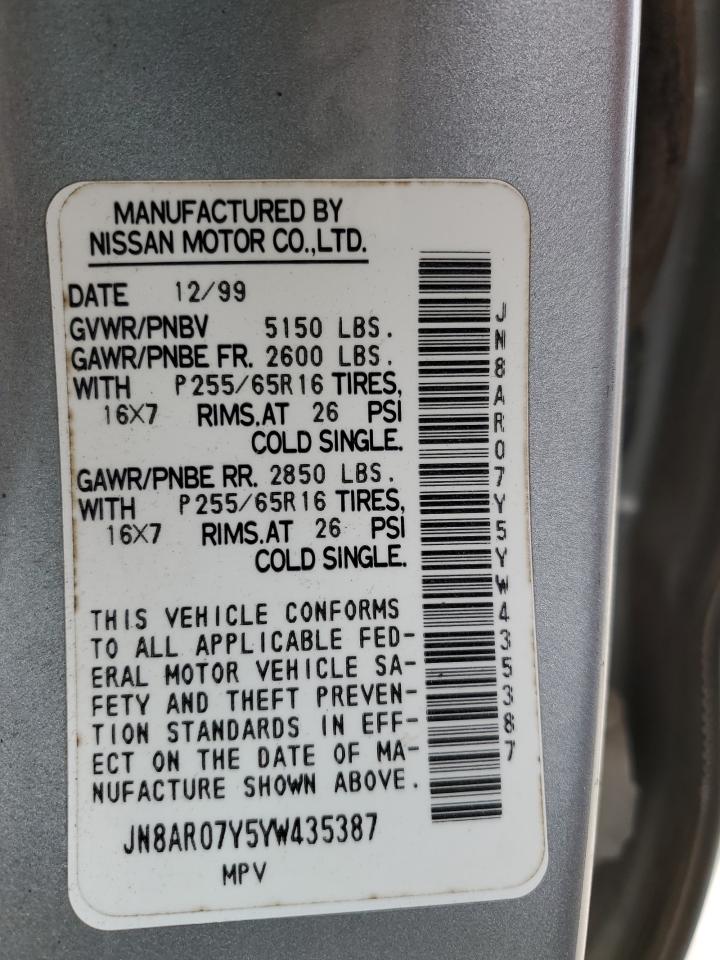 MANUFACTURED BY
NISSAN MOTOR CO.,LTD.
DATE 12/99
GVWR/PNBV 5150 LBS.
GAWR/PNBE FR. 2600 LBS.
WITH P255/65R16 TIRES,
16X7 RIMS.AT 26 PSI
COLD SINGLE.
GAWR/PNBE RR. 2850 LBS.
WITH P255/65R16 TIRES,
16X7 RIMS.AT 26 PSI
COLD SINGLE.
THIS VEHICLE CONFORMS
TO ALL APPLICABLE FED-
ERAL MOTOR VEHICLE SA-
FETY AND THEFT PREVEN-
TION STANDARDS IN EFF-
ECT ON THE DATE OF MA-
NUFACTURE SHOWN ABOVE.
JN8AR07Y5YW435387
MPV
JN8AR07Y5YW435387